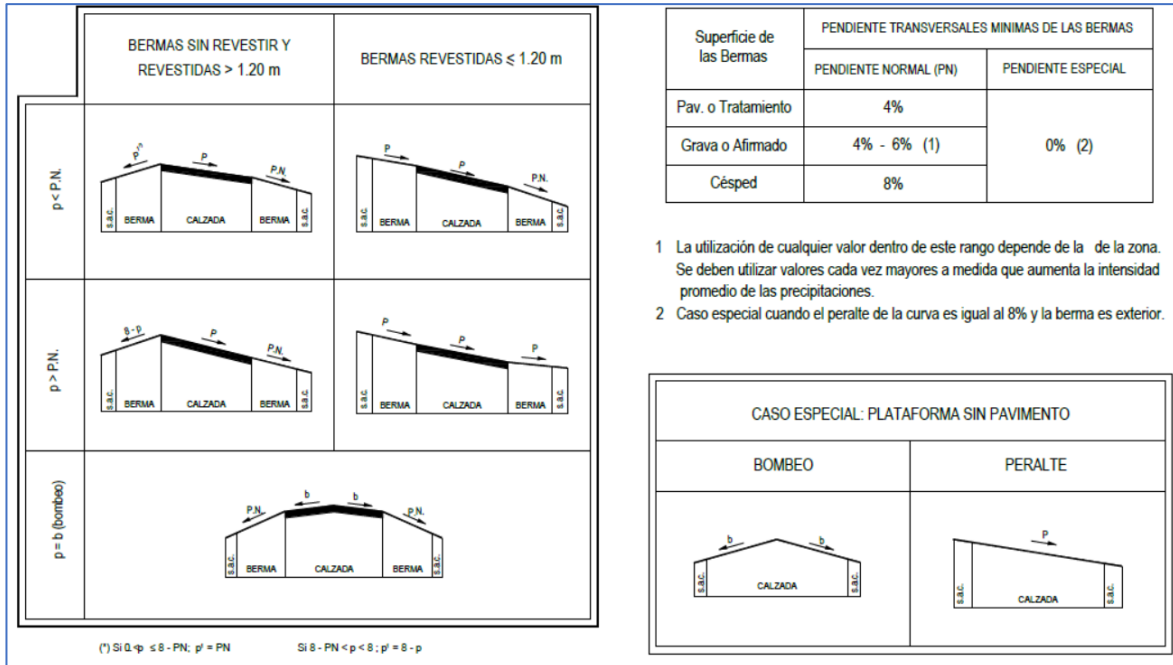 BERMAS SIN REVESTIR Y
REVESTIDAS > 1.20 m
BERMAS REVESTIDAS ≤ 1.20 m
p < P.N.
P
P.N.
s.a.c.
BERMA
CALZADA
BERMA
s.a.c.
P
P
P.N.
s.a.c.
BERMA
CALZADA
BERMA
s.a.c.
p > P.N.
8 - p
P
P.N.
s.a.c.
BERMA
CALZADA
BERMA
s.a.c.
P
P
P
s.a.c.
BERMA
CALZADA
BERMA
s.a.c.
p = b (bombeo)
P.N.
b
b
P.N.
s.a.c.
BERMA
CALZADA
BERMA
s.a.c.
(*) Si 0 <p ≤ 8 - PN; p' = PN
Si 8 - PN < p < 8 ; p' = 8 - p
Superficie de
las Bermas
PENDIENTE TRANSVERSALES MINIMAS DE LAS BERMAS
PENDIENTE NORMAL (PN)
PENDIENTE ESPECIAL
Pav. o Tratamiento
4%
Grava o Afirmado
4% - 6% (1)
0% (2)
Césped
8%
1 La utilización de cualquier valor dentro de este rango depende de la de la zona.
Se deben utilizar valores cada vez mayores a medida que aumenta la intensidad
promedio de las precipitaciones.
2 Caso especial cuando el peralte de la curva es igual al 8% y la berma es exterior.
CASO ESPECIAL: PLATAFORMA SIN PAVIMENTO
BOMBEO
PERALTE
b
b
s.a.c.
CALZADA
s.a.c.
P
s.a.c.
CALZADA
s.a.c.